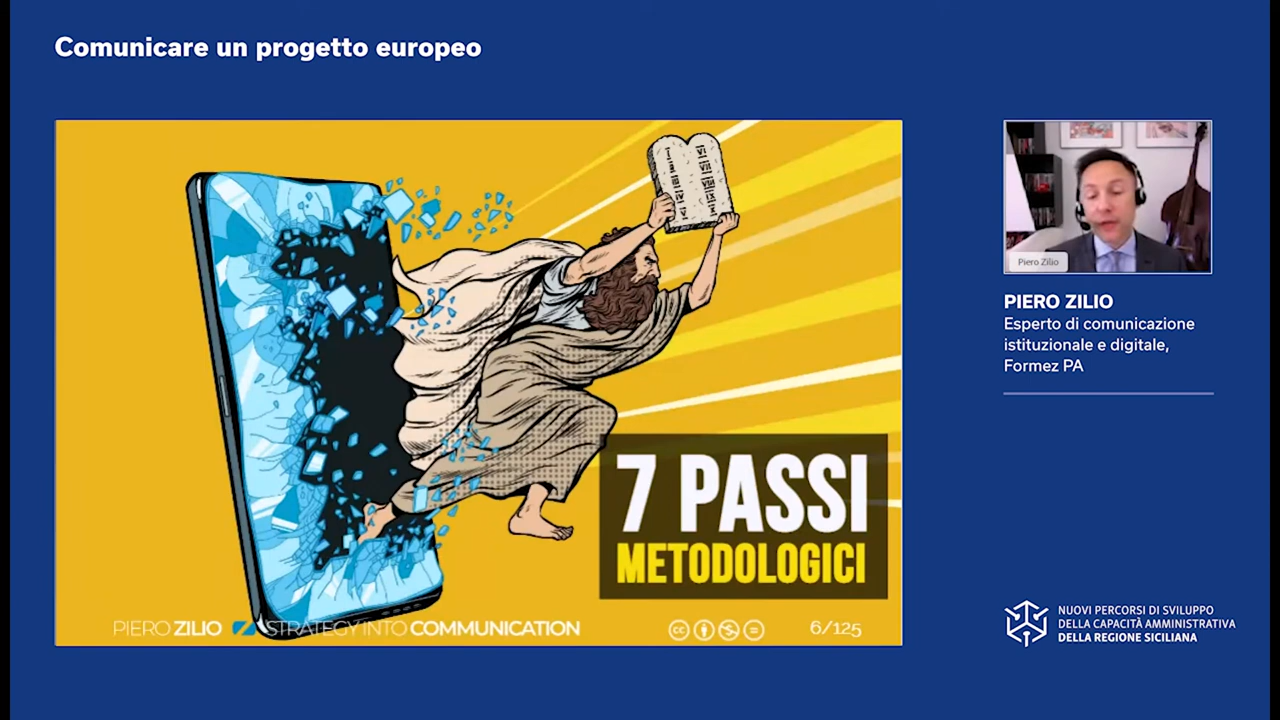 Comunicare un progetto europeo
7 PASSI
METODOLOGICI
PIERO ZILIO STRATEGY INTO COMMUNICATION
6/125
Piero Zilio
PIERO ZILIO
Esperto di comunicazione
istituzionale e digitale,
Formez PA
NUOVI PERCORSI DI SVILUPPO
DELLA CAPACITÀ AMMINISTRATIVA
DELLA REGIONE SICILIANA